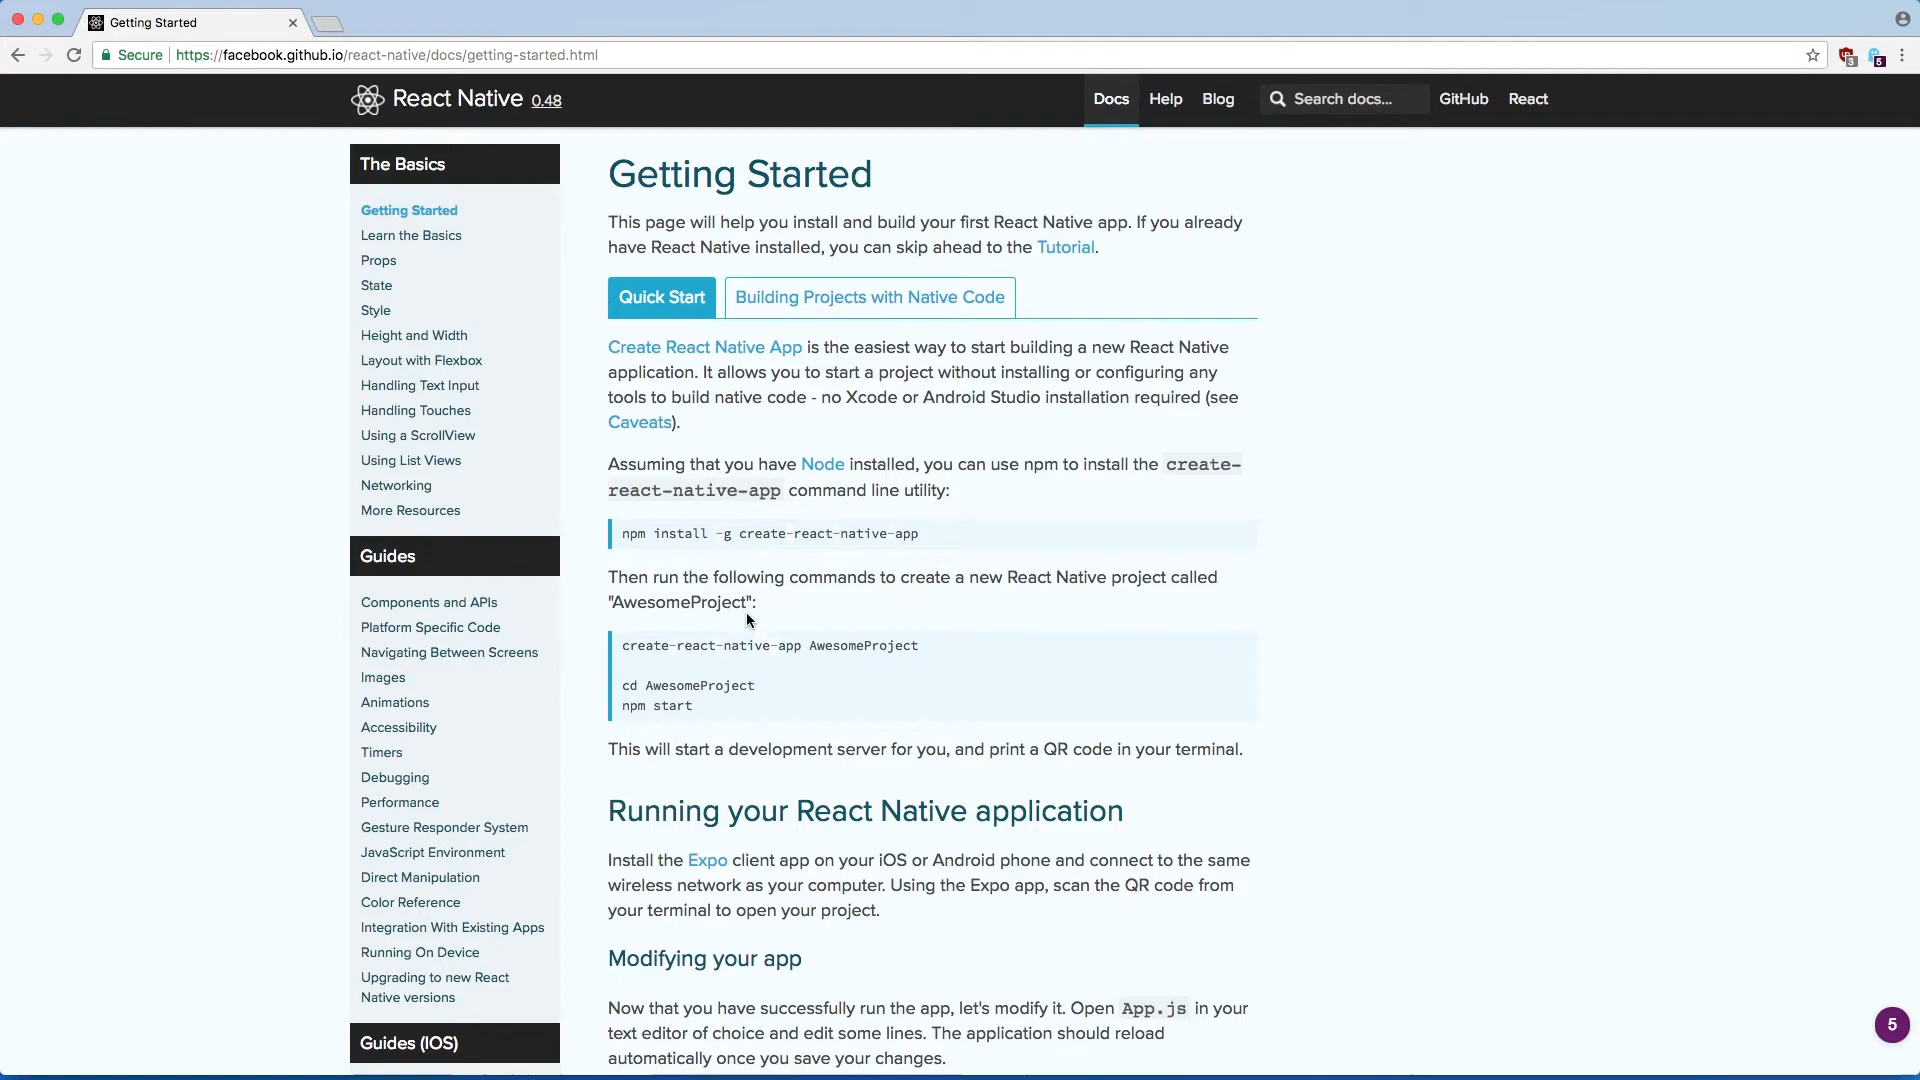 Getting Started
Secure
https://facebook.github.io/react-native/docs/getting-started.html
3
5
React Native 0.48
Docs
Help
Blog
Search docs...
GitHub
React
The Basics
Getting Started
Learn the Basics
Props
State
Style
Height and Width
Layout with Flexbox
Handling Text Input
Handling Touches
Using a ScrollView
Using List Views
Networking
More Resources
Guides
Components and APIs
Platform Specific Code
Navigating Between Screens
Images
Animations
Accessibility
Timers
Debugging
Performance
Gesture Responder System
JavaScript Environment
Direct Manipulation
Color Reference
Integration With Existing Apps
Running On Device
Upgrading to new React
Native versions
Guides (IOS)
Getting Started
This page will help you install and build your first React Native app. If you already
have React Native installed, you can skip ahead to the Tutorial.
Quick Start
Building Projects with Native Code
Create React Native App is the easiest way to start building a new React Native
application. It allows you to start a project without installing or configuring any
tools to build native code - no Xcode or Android Studio installation required (see
Caveats).
Assuming that you have Node installed, you can use npm to install the create-
react-native-app command line utility:
npm install -g create-react-native-app
Then run the following commands to create a new React Native project called
"AwesomeProject":
create-react-native-app AwesomeProject
cd AwesomeProject
npm start
This will start a development server for you, and print a QR code in your terminal.
Running your React Native application
Install the Expo client app on your iOS or Android phone and connect to the same
wireless network as your computer. Using the Expo app, scan the QR code from
your terminal to open your project.
Modifying your app
Now that you have successfully run the app, let's modify it. Open App.js in your
text editor of choice and edit some lines. The application should reload
automatically once you save your changes.
5